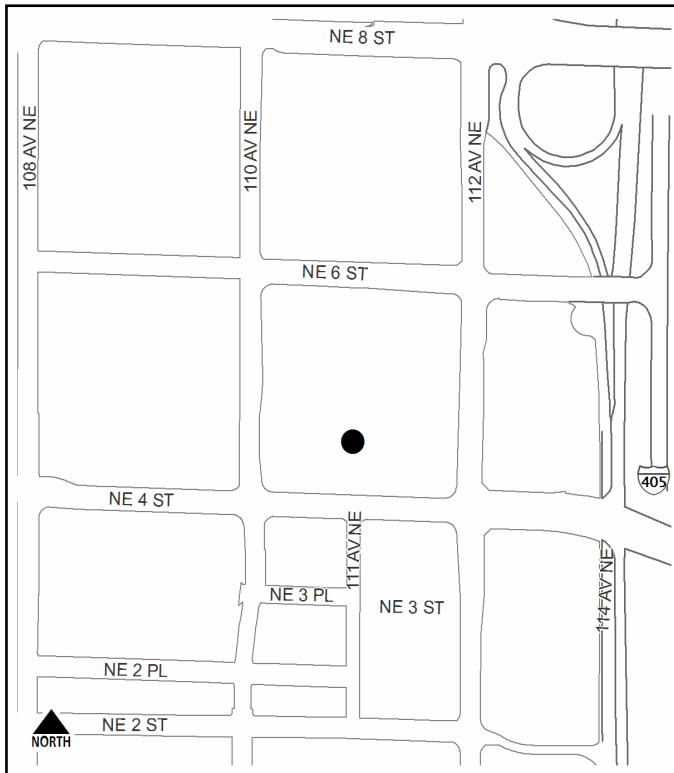 NE 8 ST
108 AV NE
110 AV NE
112 AV NE
NE 6 ST
405
NE 4 ST
111 AV NE
NE 3 PL
NE 3 ST
114 AV NE
NE 2 PL
NE 2 ST
NORTH